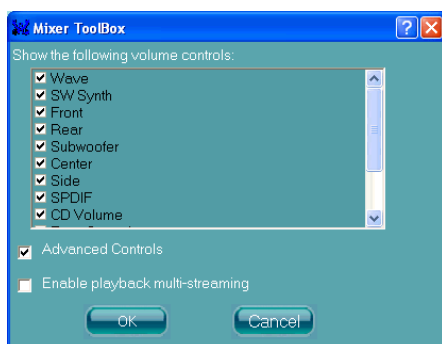 Mixer ToolBox
Show the following volume controls:
Wave
SW Synth
Front
Rear
Subwoofer
Center
Side
SPDIF
CD Volume
Advanced Controls
Enable playback multi-streaming
OK
Cancel